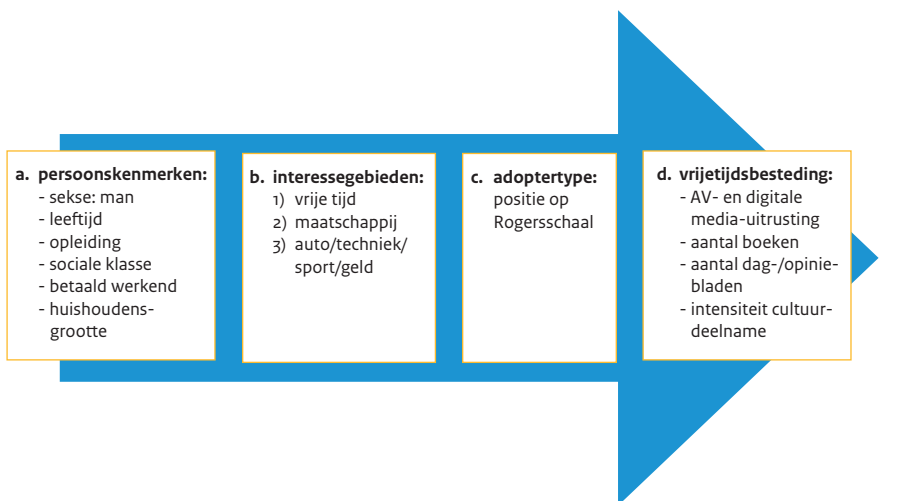 a. persoonskenmerken:
- sekse: man
- leeftijd
- opleiding
- sociale klasse
- betaald werkend
- huishoudens-
grootte
b. interessegebieden:
1) vrije tijd
2) maatschappij
3) auto/techniek/
sport/geld
c. adoptertype:
positie op
Rogersschaal
d. vrijetijdsbesteding:
- AV- en digitale
media-uitrusting
- aantal boeken
- aantal dag-/opinie-
bladen
- intensiteit cultuur-
deelname